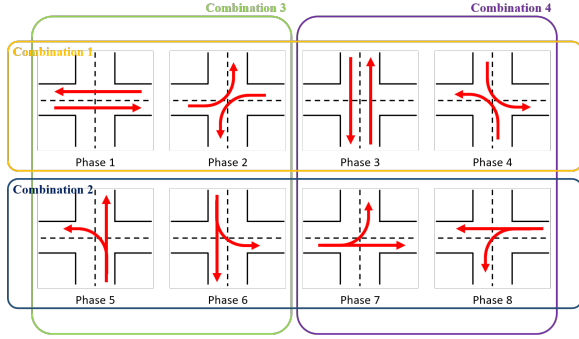 Combination 3
Combination 4
Combination 1
Phase 1
Phase 2
Phase 3
Phase 4
Combination 2
Phase 5
Phase 6
Phase 7
Phase 8